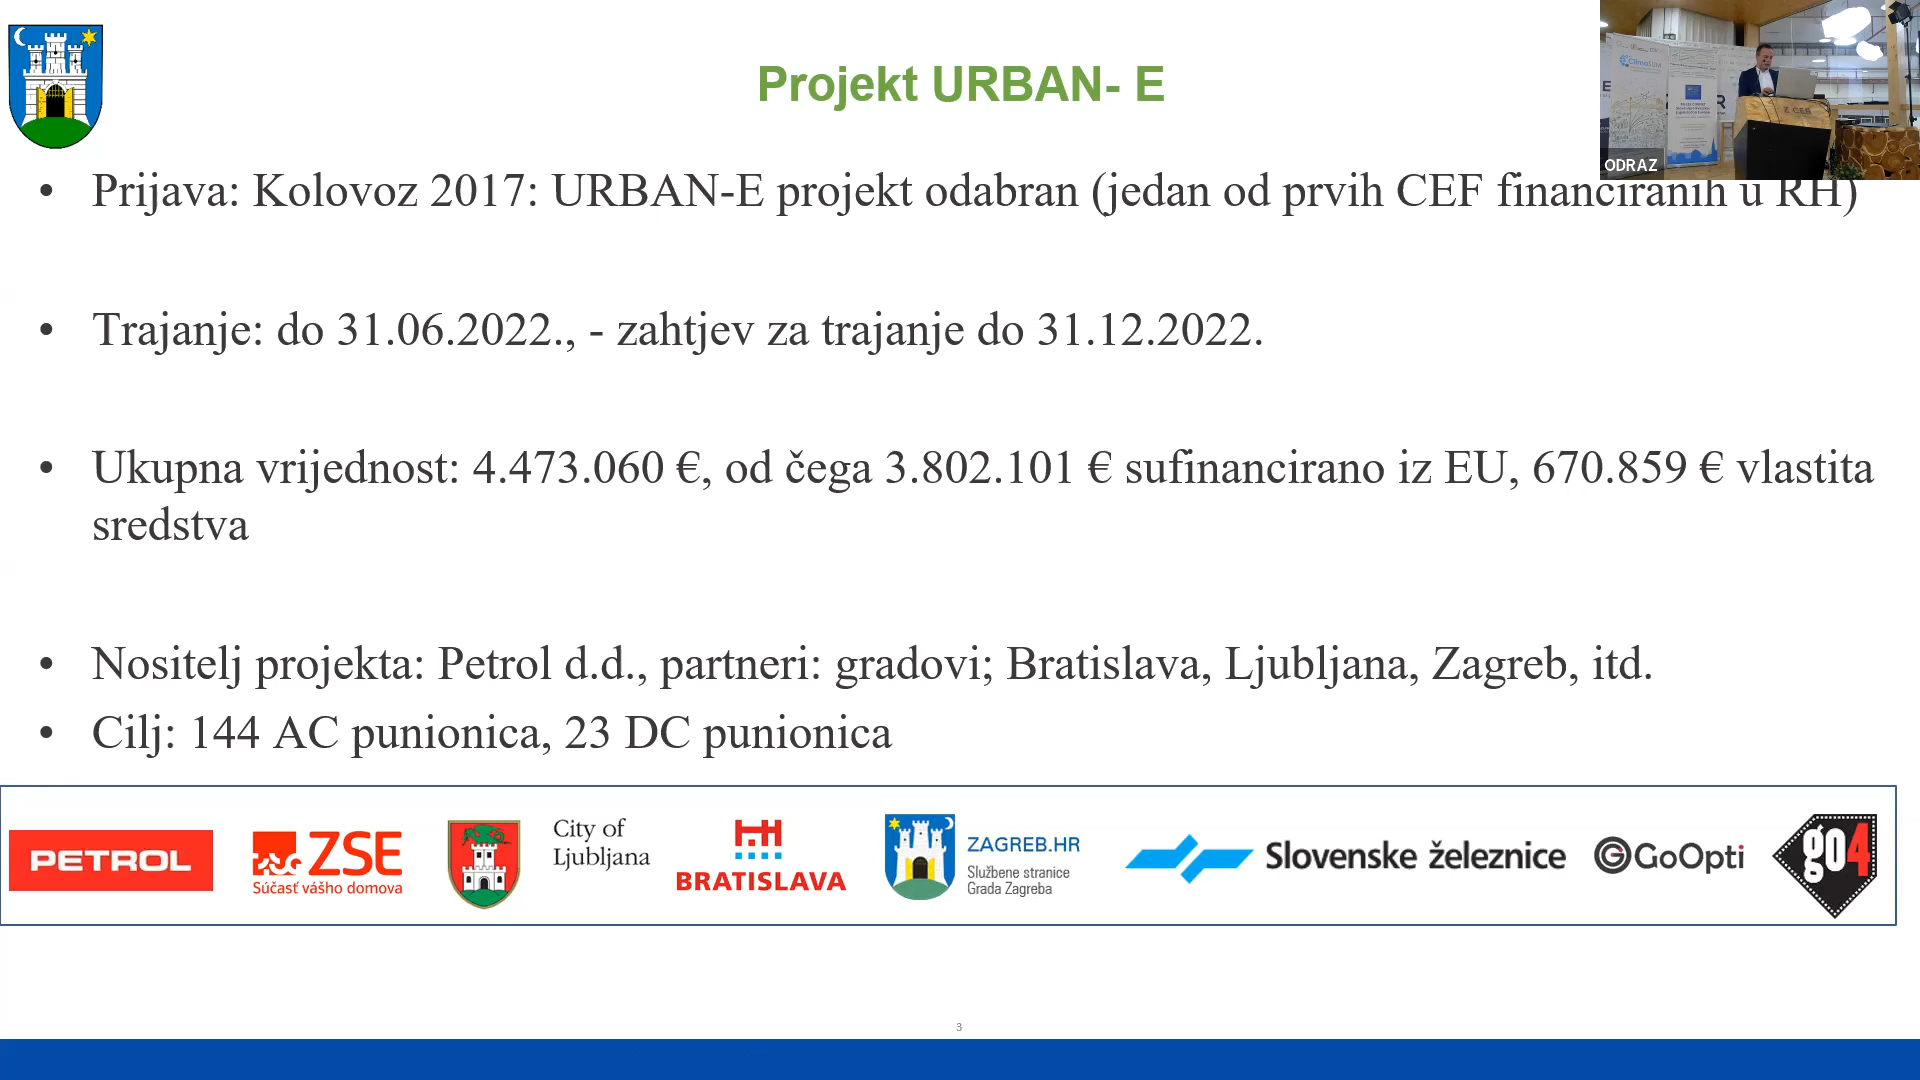 Projekt URBAN- E
ODRAZ
• Prijava: Kolovoz 2017: URBAN-E projekt odabran (jedan od prvih CEF financiranih u RH)
• Trajanje: do 31.06.2022., - zahtjev za trajanje do 31.12.2022.
• Ukupna vrijednost: 4.473.060 €, od čega 3.802.101 € sufinancirano iz EU, 670.859 € vlastita
sredstva
• Nositelj projekta: Petrol d.d., partneri: gradovi; Bratislava, Ljubljana, Zagreb, itd.
• Cilj: 144 AC punionica, 23 DC punionica
PETROL
ZSE
Súčasť vášho domova
City of
Ljubljana
BRATISLAVA
ZAGREB.HR
Službene stranice
Grada Zagreba
Slovenske železnice
GoOpti
go4
3